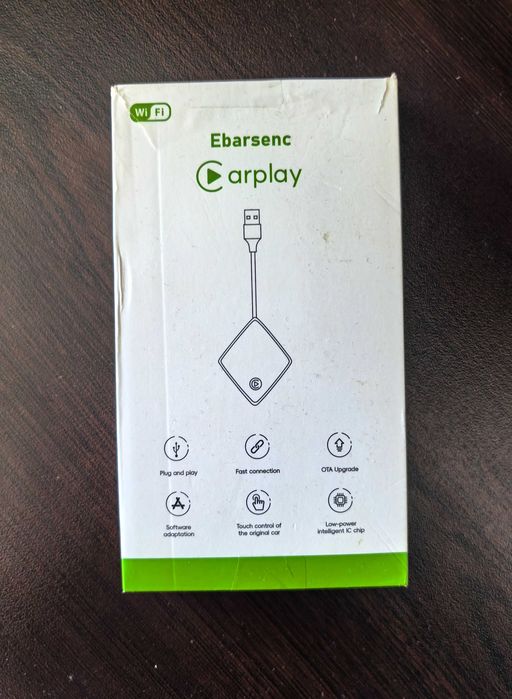 Wi Fi
Ebarsenc
Carplay
Plug and play
Fast connection
OTA Upgrade
Software
adaptation
Touch control of
the original car
Low-power
intelligent IC chip